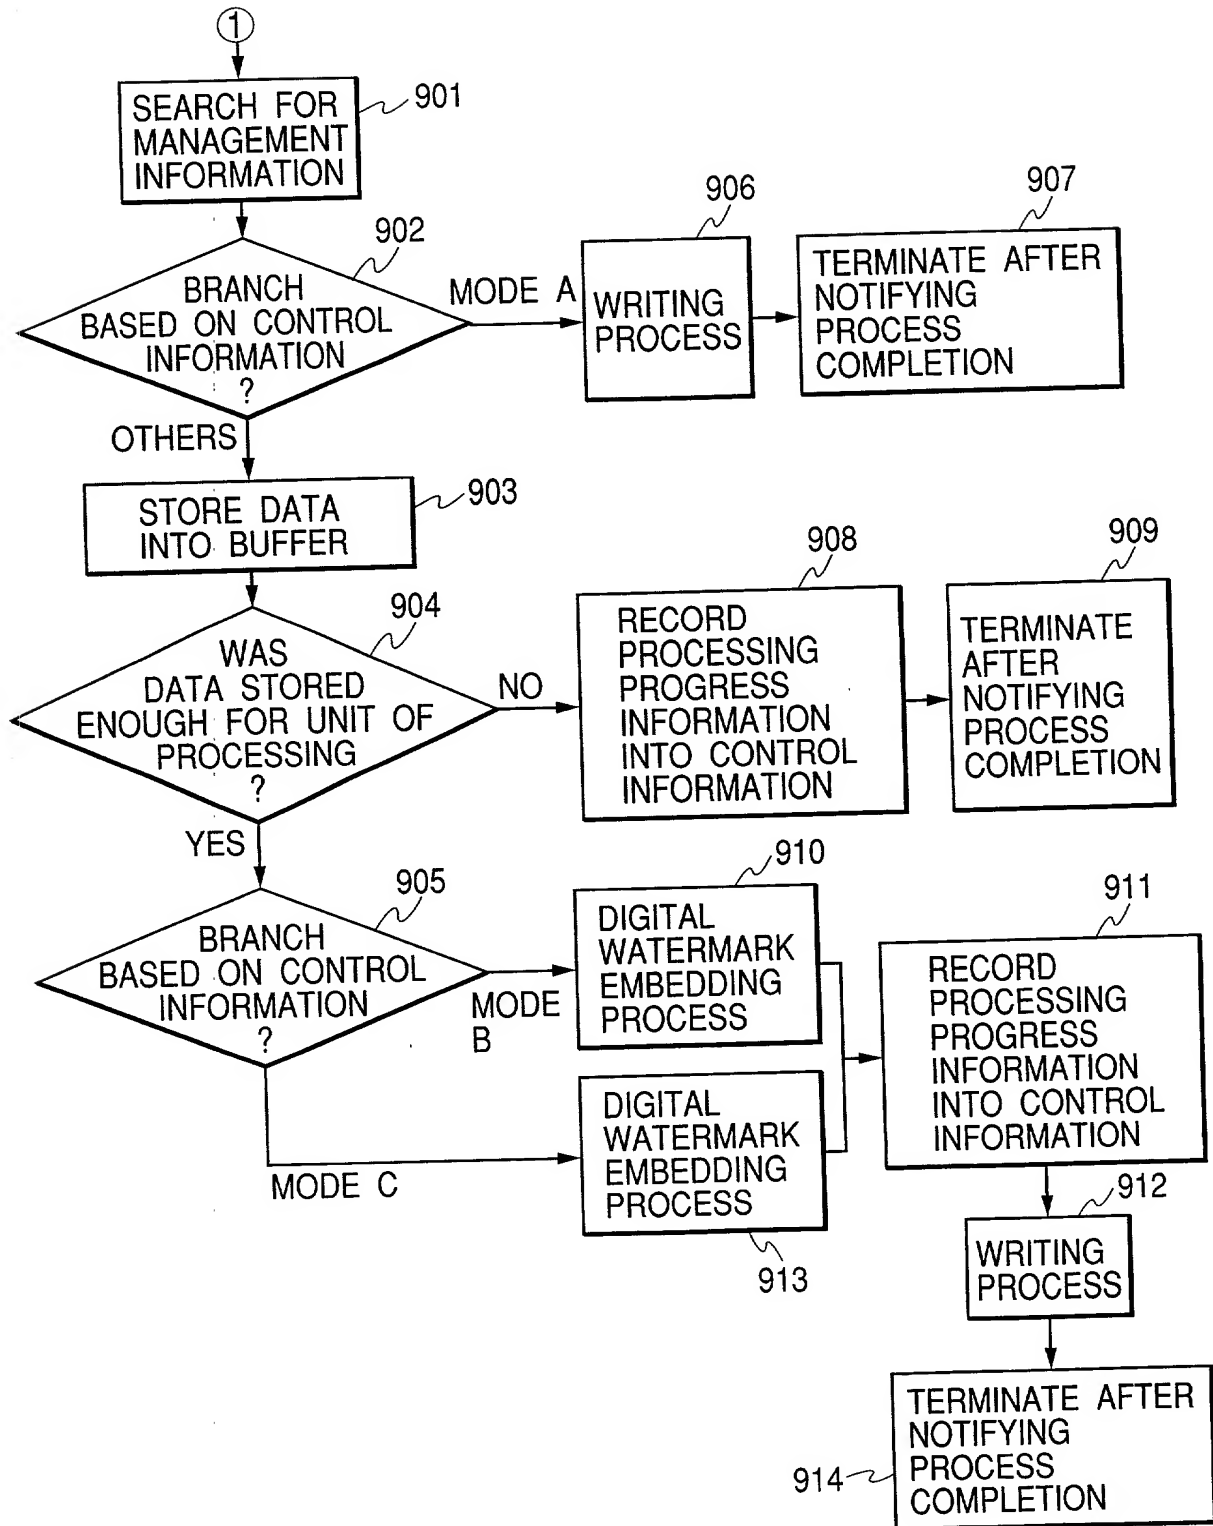 1
SEARCH FOR
MANAGEMENT
INFORMATION
901
902
BRANCH
BASED ON CONTROL
INFORMATION
?
MODE A
906
WRITING
PROCESS
907
TERMINATE AFTER
NOTIFYING
PROCESS
COMPLETION
OTHERS
903
STORE DATA
INTO BUFFER
904
WAS
DATA STORED
ENOUGH FOR UNIT OF
PROCESSING
?
NO
908
RECORD
PROCESSING
PROGRESS
INFORMATION
INTO CONTROL
INFORMATION
909
TERMINATE
AFTER
NOTIFYING
PROCESS
COMPLETION
YES
905
BRANCH
BASED ON CONTROL
INFORMATION
?
MODE
B
910
DIGITAL
WATERMARK
EMBEDDING
PROCESS
911
RECORD
PROCESSING
PROGRESS
INFORMATION
INTO CONTROL
INFORMATION
MODE C
DIGITAL
WATERMARK
EMBEDDING
PROCESS
913
912
WRITING
PROCESS
914
TERMINATE AFTER
NOTIFYING
PROCESS
COMPLETION